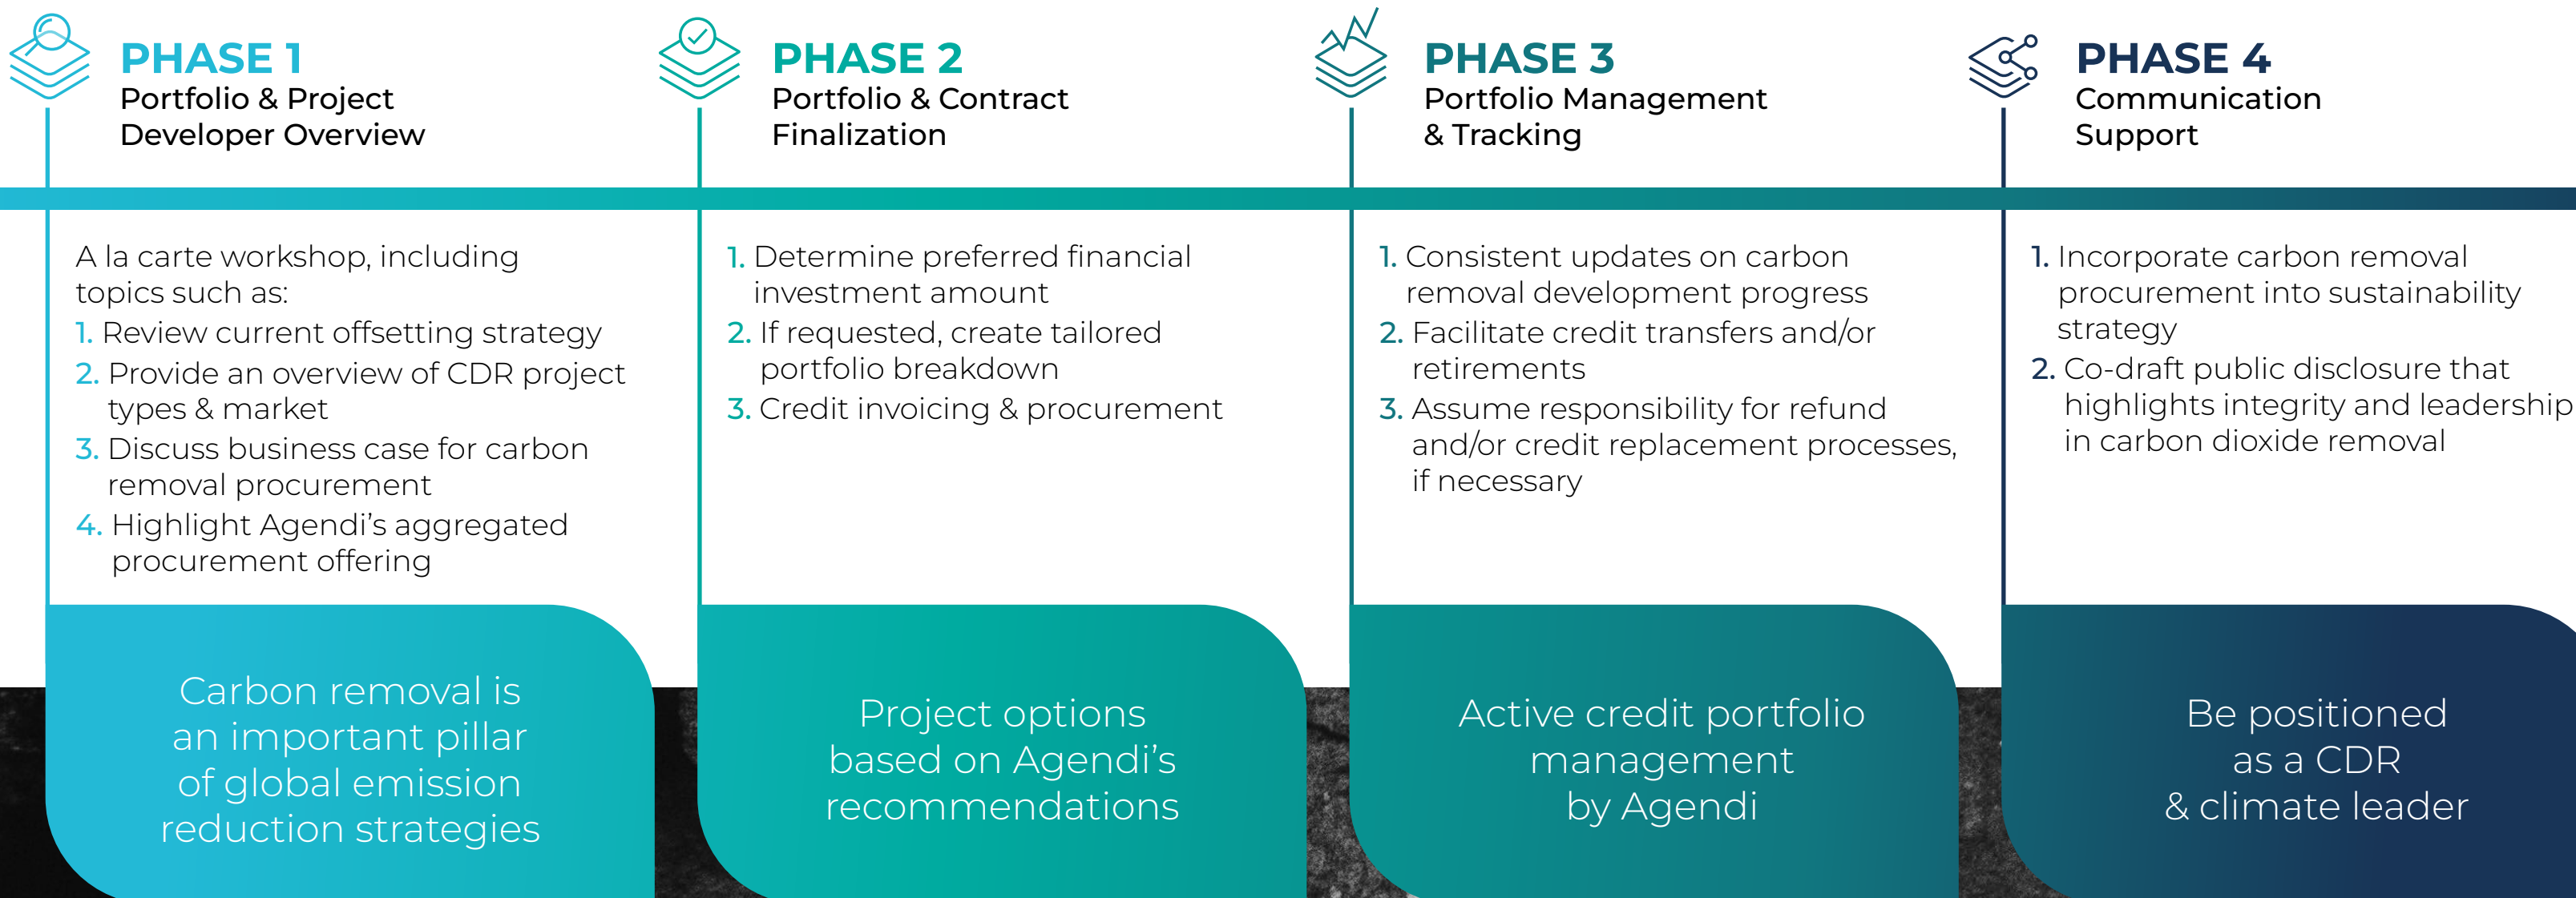 PHASE 1
Portfolio & Project
Developer Overview
A la carte workshop, including
topics such as:
1. Review current offsetting strategy
2. Provide an overview of CDR project
types & market
3. Discuss business case for carbon
removal procurement
4. Highlight Agendi’s aggregated
procurement offering
Carbon removal is
an important pillar
of global emission
reduction strategies
PHASE 2
Portfolio & Contract
Finalization
1. Determine preferred financial
investment amount
2. If requested, create tailored
portfolio breakdown
3. Credit invoicing & procurement
Project options
based on Agendi’s
recommendations
PHASE 3
Portfolio Management
& Tracking
1. Consistent updates on carbon
removal development progress
2. Facilitate credit transfers and/or
retirements
3. Assume responsibility for refund
and/or credit replacement processes,
if necessary
Active credit portfolio
management
by Agendi
PHASE 4
Communication
Support
1. Incorporate carbon removal
procurement into sustainability
strategy
2. Co-draft public disclosure that
highlights integrity and leadership
in carbon dioxide removal
Be positioned
as a CDR
& climate leader